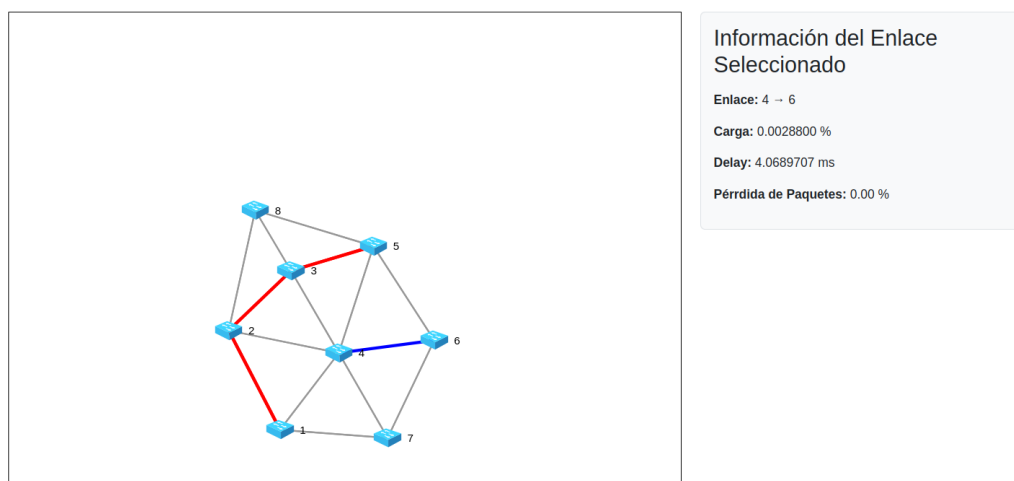 Información del Enlace
Seleccionado
Enlace: 4 → 6
Carga: 0.0028800 %
Delay: 4.0689707 ms
Pérrdida de Paquetes: 0.00 %
8
5
3
2
6
4
1
7